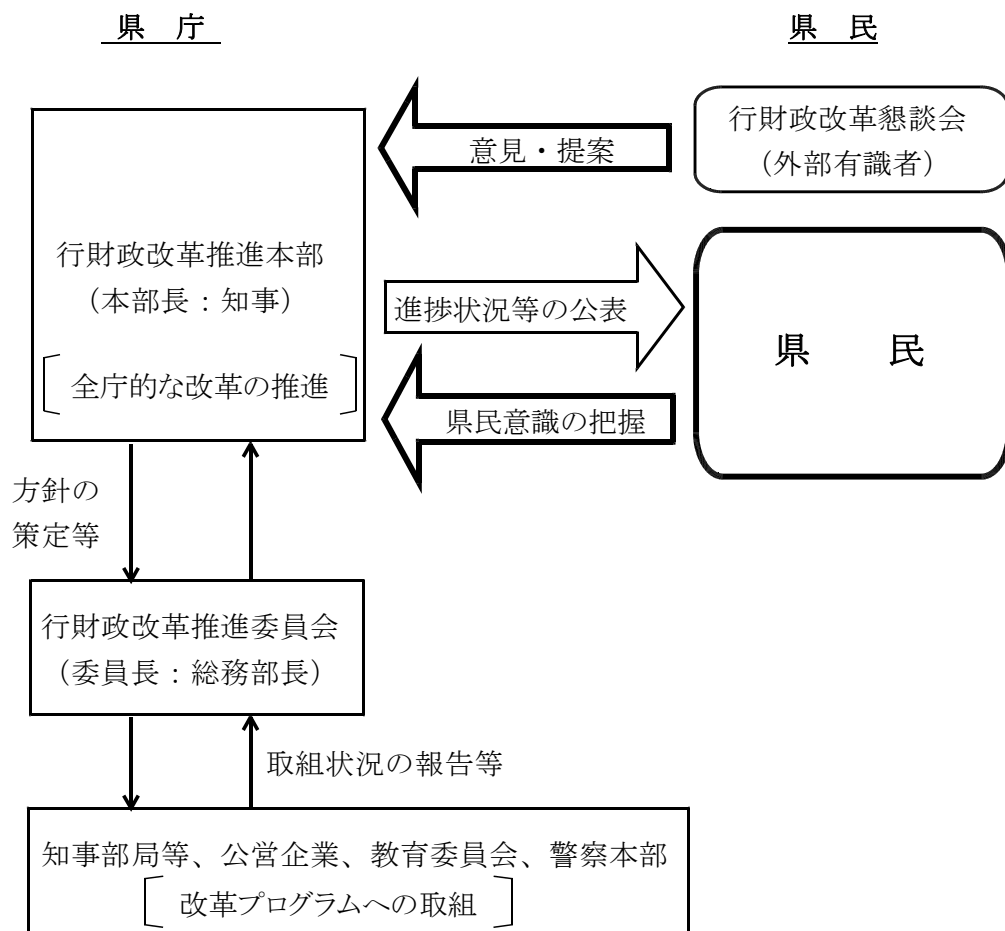 県 庁
県 民
行財政改革懇談会
（外部有識者）
意見・提案
行財政改革推進本部
（本部長：知事）
全庁的な改革の推進
進捗状況等の公表
県 民
県民意識の把握
方針の
策定等
行財政改革推進委員会
（委員長：総務部長）
取組状況の報告等
知事部局等、公営企業、教育委員会、警察本部
改革プログラムへの取組